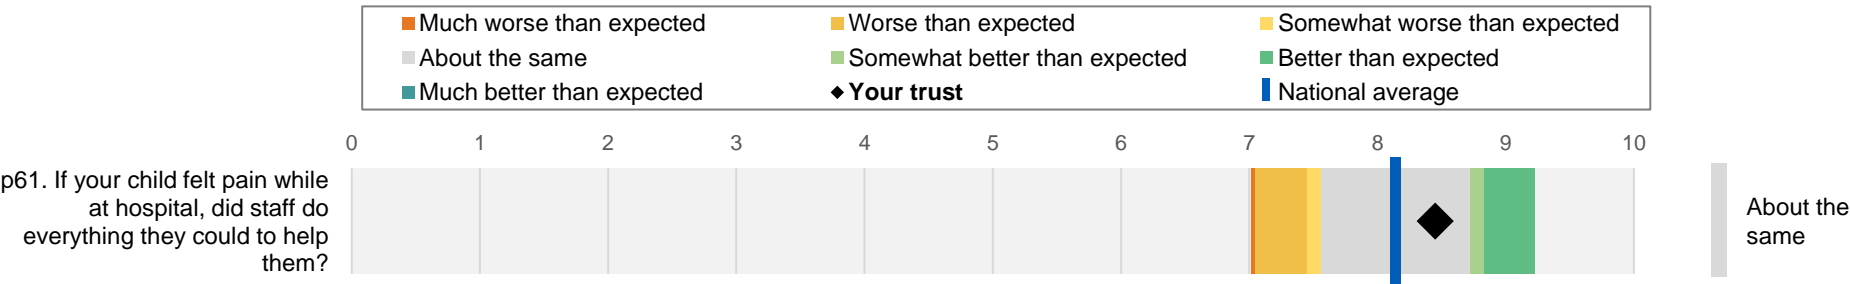 Much worse than expected
Worse than expected
Somewhat worse than expected
About the same
Somewhat better than expected
Better than expected
Much better than expected
Your trust
National average
0 1 2 3 4 5 6 7 8 9 10
p61. If your child felt pain while
at hospital, did staff do
everything they could to help
them?
About the
same